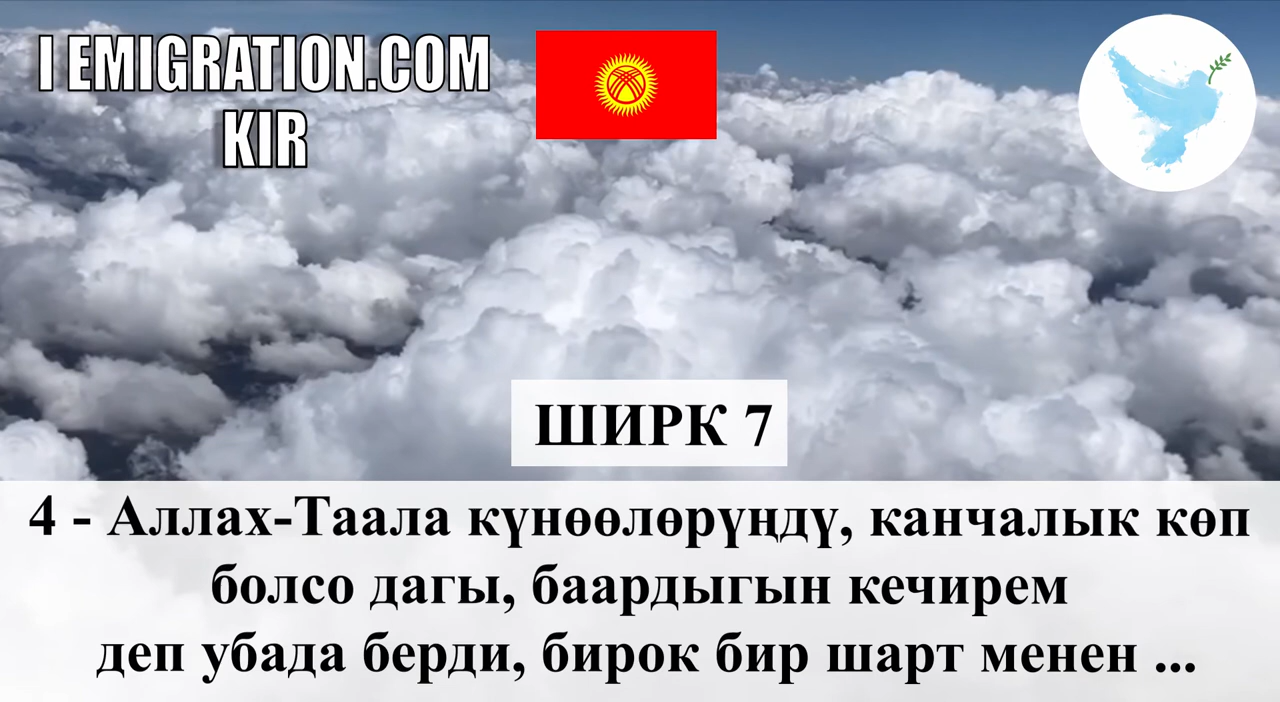 I EMIGRATION.COM
KIR
ШИРК 7
4 - Аллах-Таала күнөөлөрүңдү, канчалык көп
болсо дагы, баардыгын кечирем
деп убада берди, бирок бир шарт менен ...